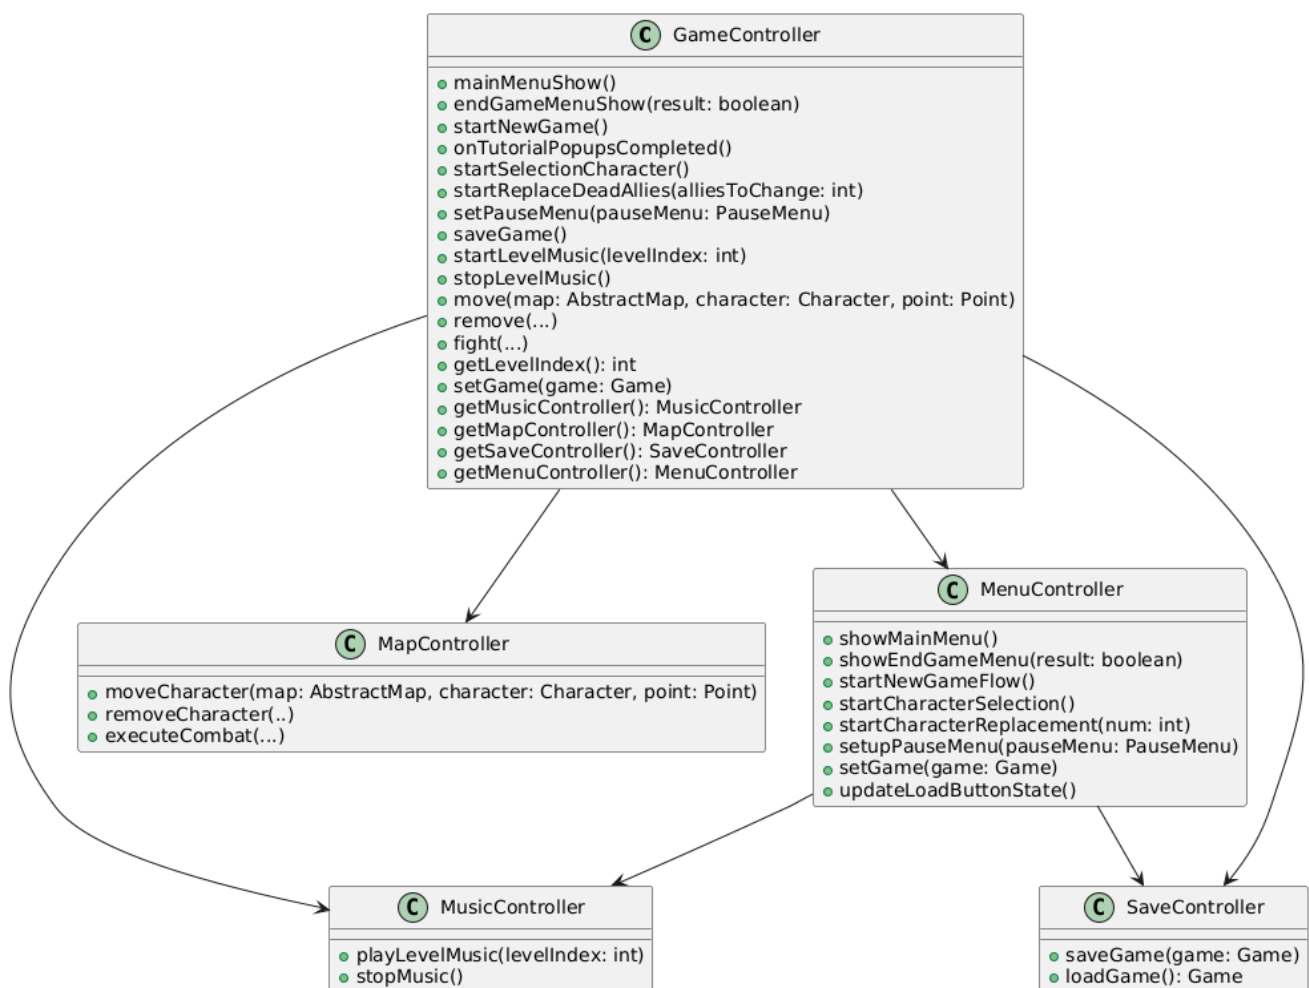 C GameController
mainMenuShow()
endGameMenuShow(result: boolean)
startNewGame()
onTutorialPopupsCompleted()
startSelectionCharacter()
startReplaceDeadAllies(alliesToChange: int)
setPauseMenu(pauseMenu: PauseMenu)
saveGame()
startLevelMusic(levelIndex: int)
stopLevelMusic()
move(map: AbstractMap, character: Character, point: Point)
remove(...)
fight(...)
getLevelIndex(): int
setGame(game: Game)
getMusicController(): MusicController
getMapController(): MapController
getSaveController(): SaveController
getMenuController(): MenuController
C MapController
moveCharacter(map: AbstractMap, character: Character, point: Point)
removeCharacter(..)
executeCombat(...)
C MenuController
showMainMenu()
showEndGameMenu(result: boolean)
startNewGameFlow()
startCharacterSelection()
startCharacterReplacement(num: int)
setupPauseMenu(pauseMenu: PauseMenu)
setGame(game: Game)
updateLoadButtonState()
C MusicController
playLevelMusic(levelIndex: int)
stopMusic()
C SaveController
saveGame(game: Game)
loadGame(): Game